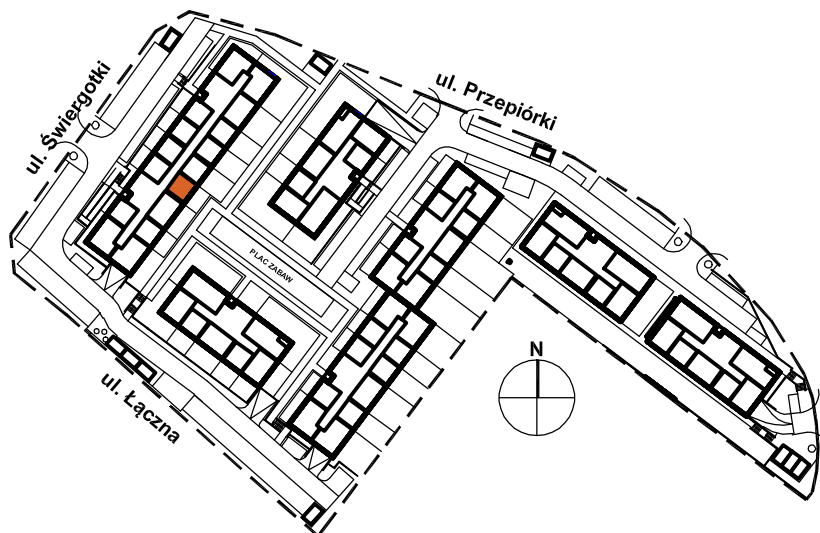 ul. Przepiórki
ul. Świergotki
PLAC ZABAW
N
ul. Łączna